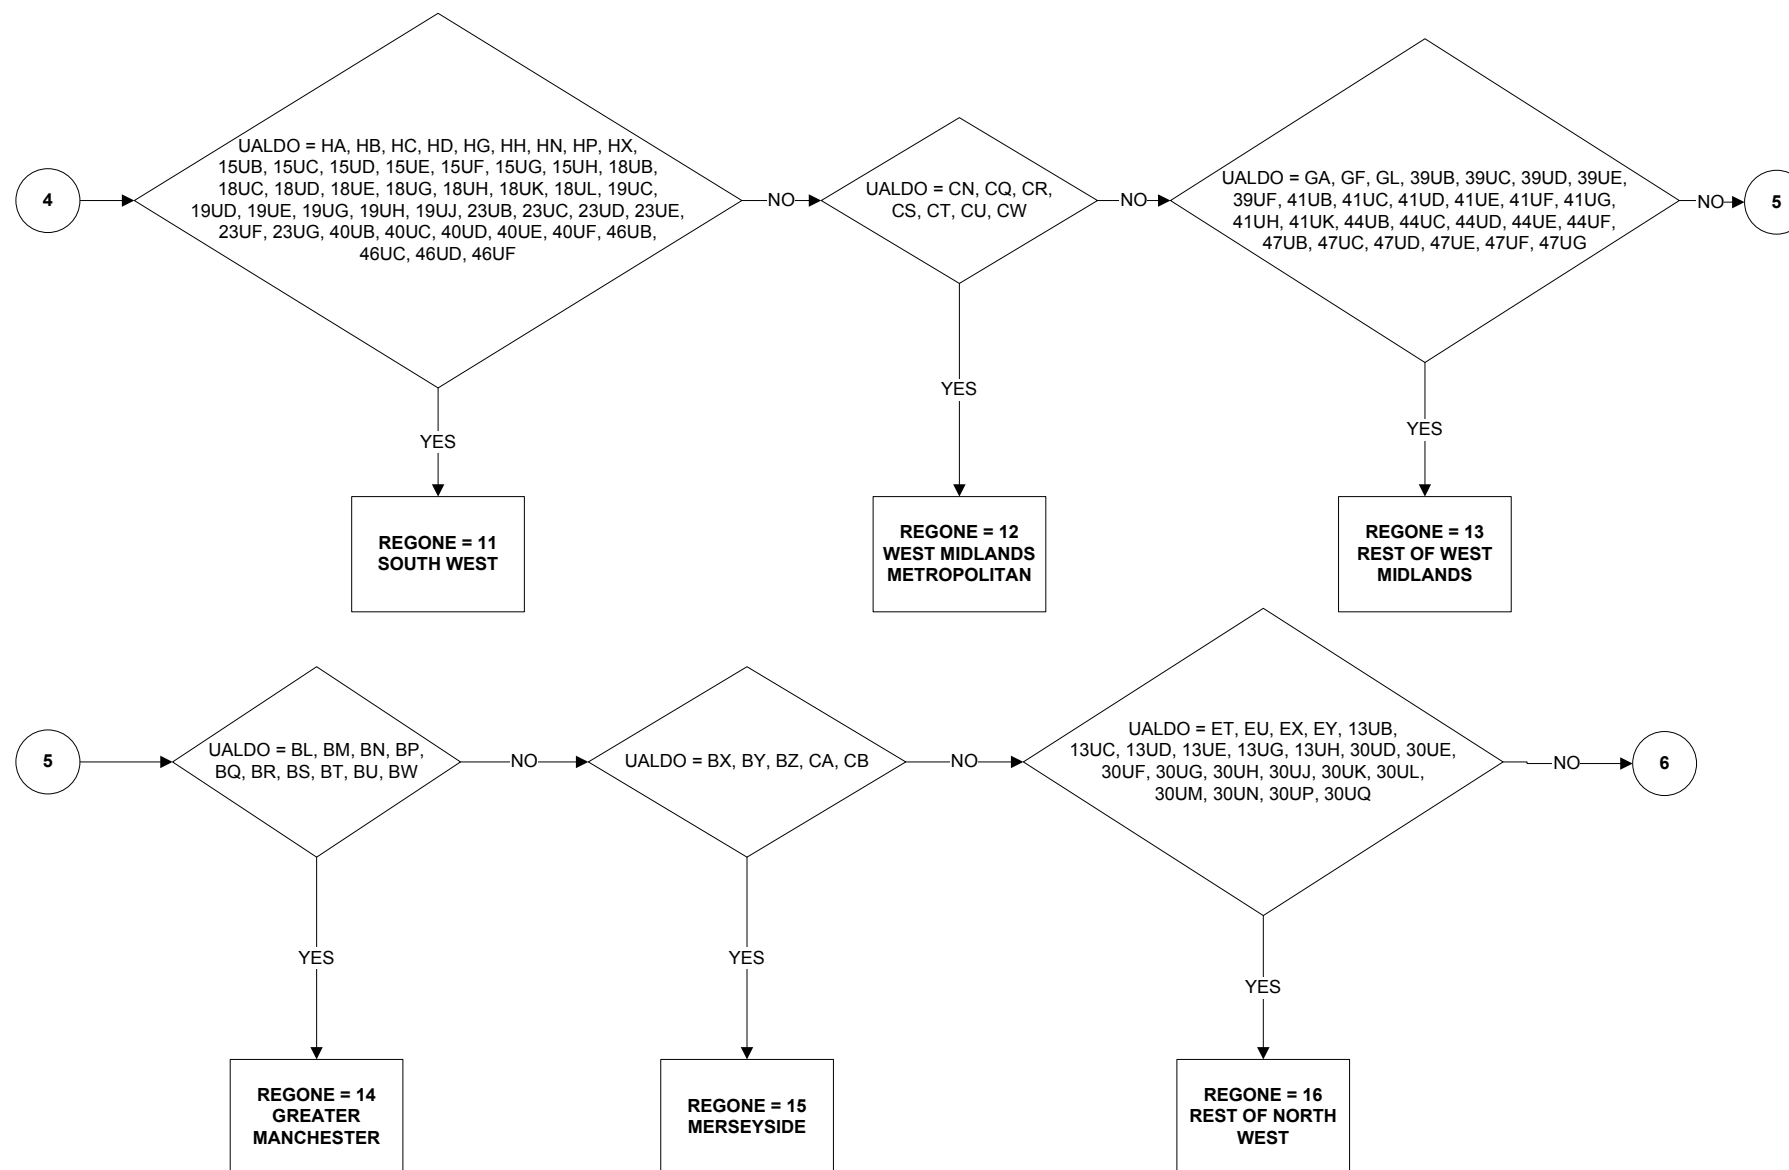 4
UALDO = HA, HB, HC, HD, HG, HH, HN, HP, HX,
15UB, 15UC, 15UD, 15UE, 15UF, 15UG, 15UH, 18UB,
18UC, 18UD, 18UE, 18UG, 18UH, 18UK, 18UL, 19UC,
19UD, 19UE, 19UG, 19UH, 19UJ, 23UB, 23UC, 23UD, 23UE,
23UF, 23UG, 40UB, 40UC, 40UD, 40UE, 40UF, 46UB,
46UC, 46UD, 46UF
NO
UALDO = CN, CQ, CR,
CS, CT, CU, CW
NO
UALDO = GA, GF, GL, 39UB, 39UC, 39UD, 39UE,
39UF, 41UB, 41UC, 41UD, 41UE, 41UF, 41UG,
41UH, 41UK, 44UB, 44UC, 44UD, 44UE, 44UF,
47UB, 47UC, 47UD, 47UE, 47UF, 47UG
NO
5
YES
YES
YES
REGONE = 11
SOUTH WEST
REGONE = 12
WEST MIDLANDS
METROPOLITAN
REGONE = 13
REST OF WEST
MIDLANDS
5
UALDO = BL, BM, BN, BP,
BQ, BR, BS, BT, BU, BW
NO
UALDO = BX, BY, BZ, CA, CB
NO
UALDO = ET, EU, EX, EY, 13UB,
13UC, 13UD, 13UE, 13UG, 13UH, 30UD, 30UE,
30UF, 30UG, 30UH, 30UJ, 30UK, 30UL,
30UM, 30UN, 30UP, 30UQ
NO
6
YES
YES
YES
REGONE = 14
GREATER
MANCHESTER
REGONE = 15
MERSEYSIDE
REGONE = 16
REST OF NORTH
WEST